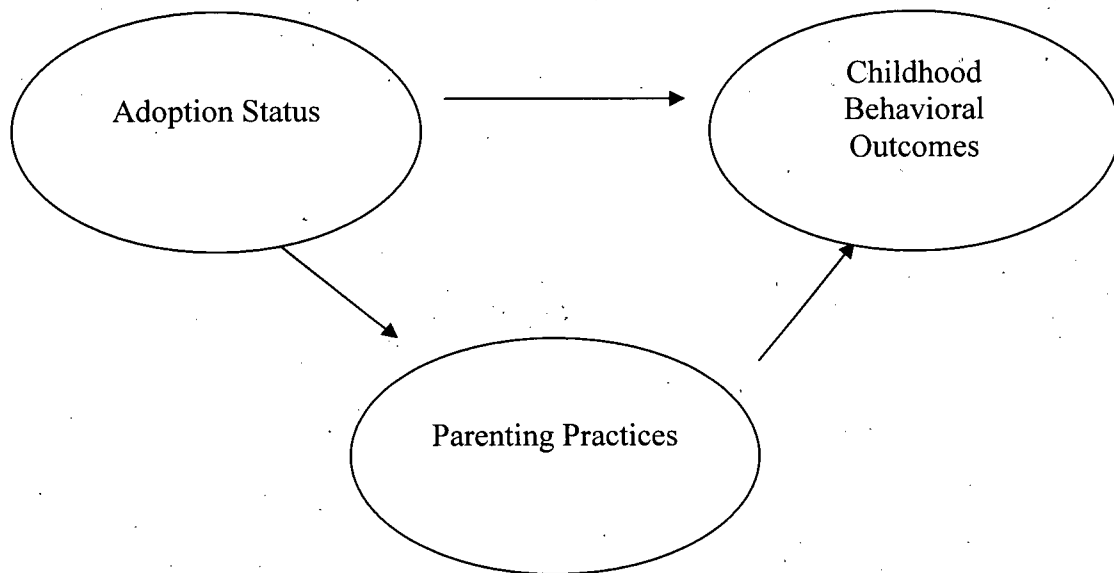 Adoption Status
Childhood
Behavioral
Outcomes
Parenting Practices